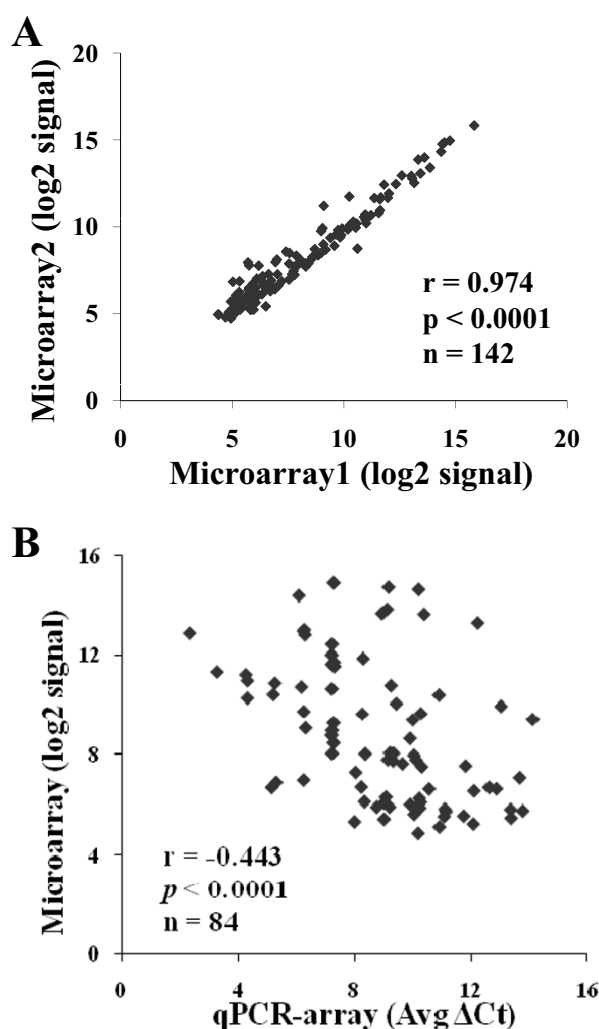 A
20
15
10
5
0
Microarray2 (log2 signal)
r = 0.974
p < 0.0001
n = 142
0 5 10 15 20
Microarray1 (log2 signal)
B
16
12
8
4
0
Microarray (log2 signal)
r = -0.443
p < 0.0001
n = 84
0 4 8 12 16
qPCR-array (Avg ΔCt)